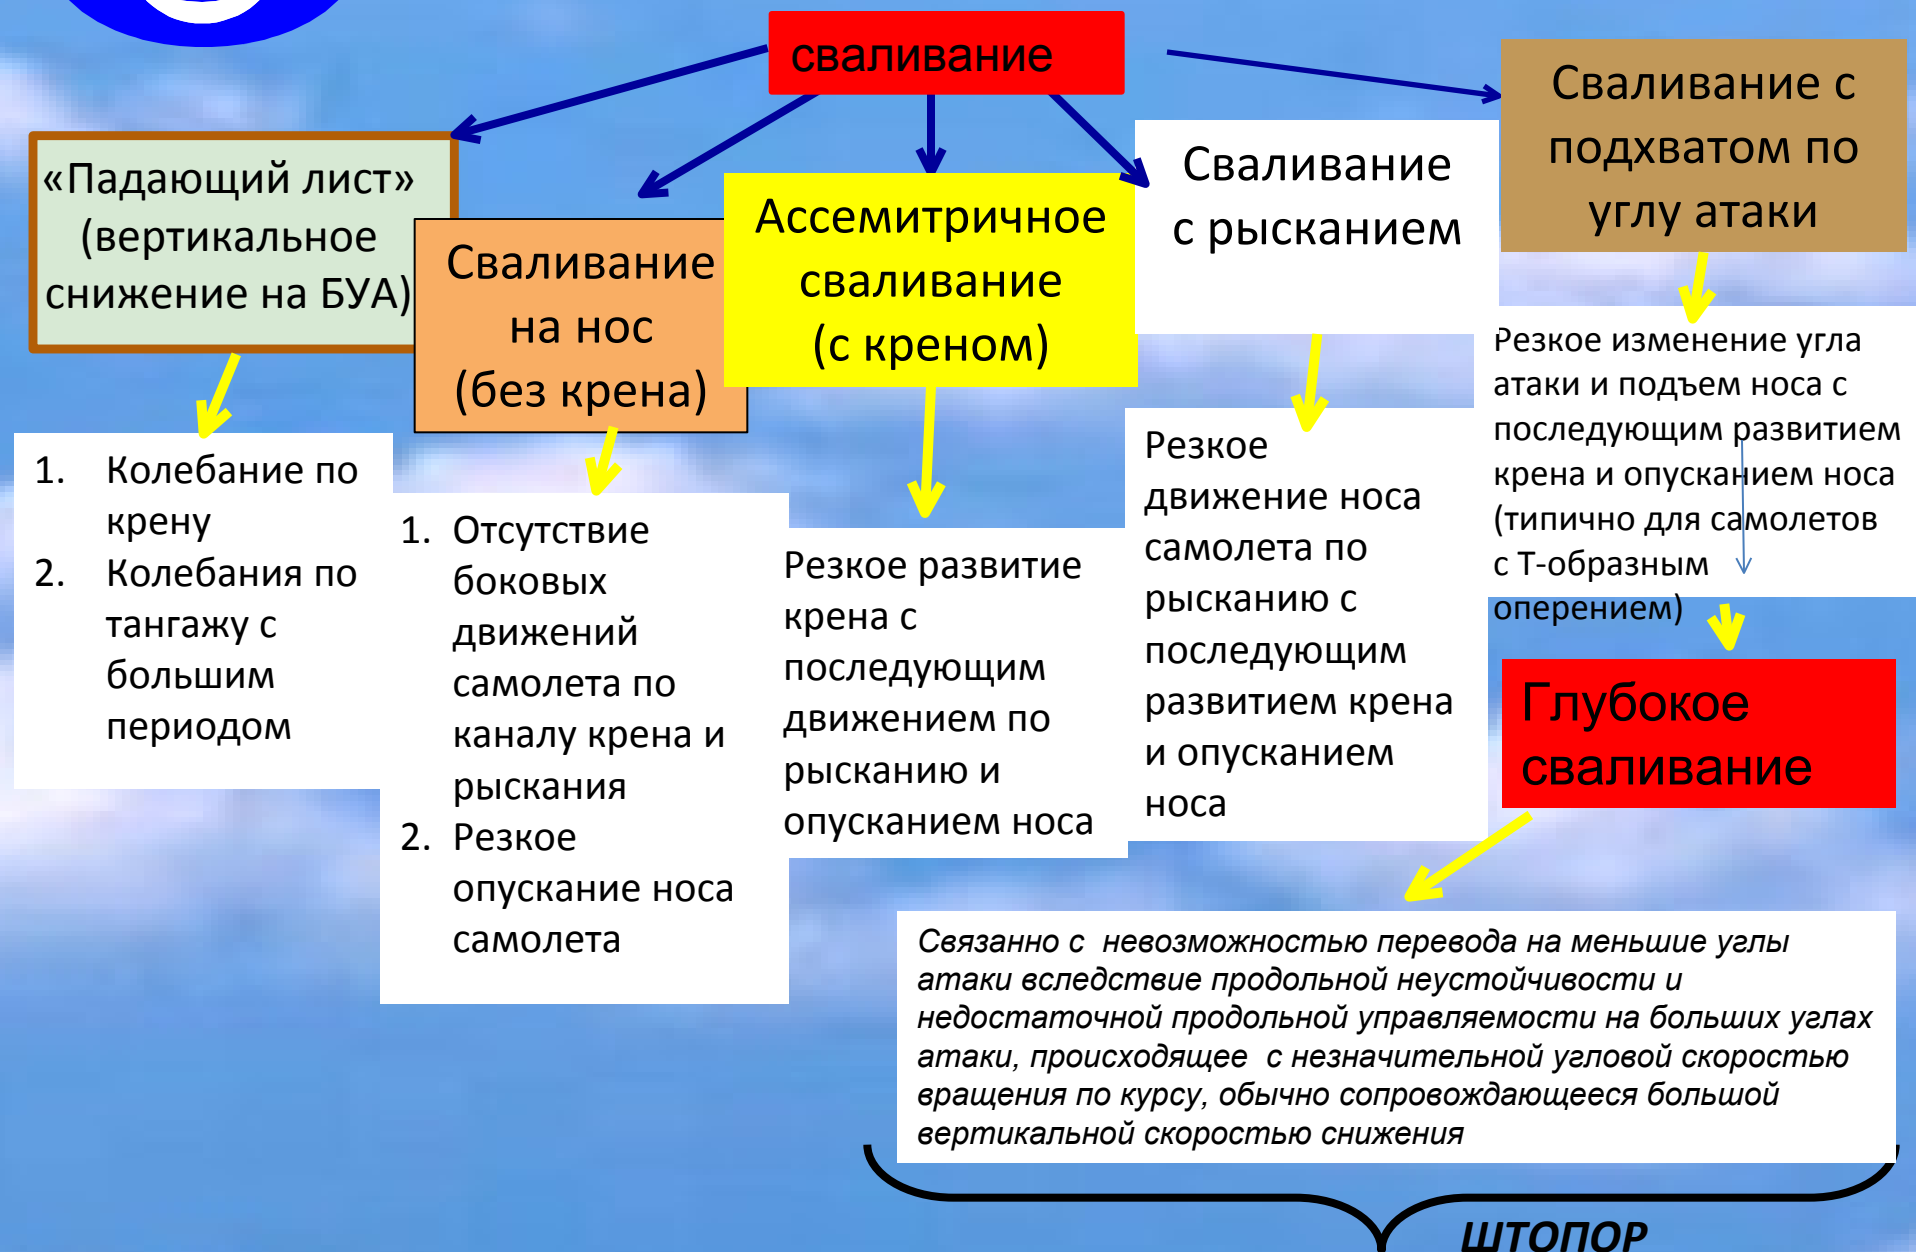 сваливание
«Падающий лист»
(вертикальное
снижение на БУА)
Сваливание
на нос
(без крена)
Ассемитричное
сваливание
(с креном)
Сваливание
с рысканием
Сваливание с
подхватом по
углу атаки
1. Колебание по
крену
2. Колебания по
тангажу с
большим
периодом
1. Отсутствие
боковых
движений
самолета по
каналу крена и
рыскания
2. Резкое
опускание носа
самолета
Резкое развитие
крена с
последующим
движением по
рысканию и
опусканием носа
Резкое
движение носа
самолета по
рысканию с
последующим
развитием крена
и опусканием
носа
Резкое изменение угла
атаки и подъем носа с
последующим развитием
крена и опусканием носа
(типично для самолетов
с Т-образным
оперением)
Глубокое
сваливание
Связанно с невозможностью перевода на меньшие углы
атаки вследствие продольной неустойчивости и
недостаточной продольной управляемости на больших углах
атаки, происходящее с незначительной угловой скоростью
вращения по курсу, обычно сопровождающееся большой
вертикальной скоростью снижения
ШТОПОР